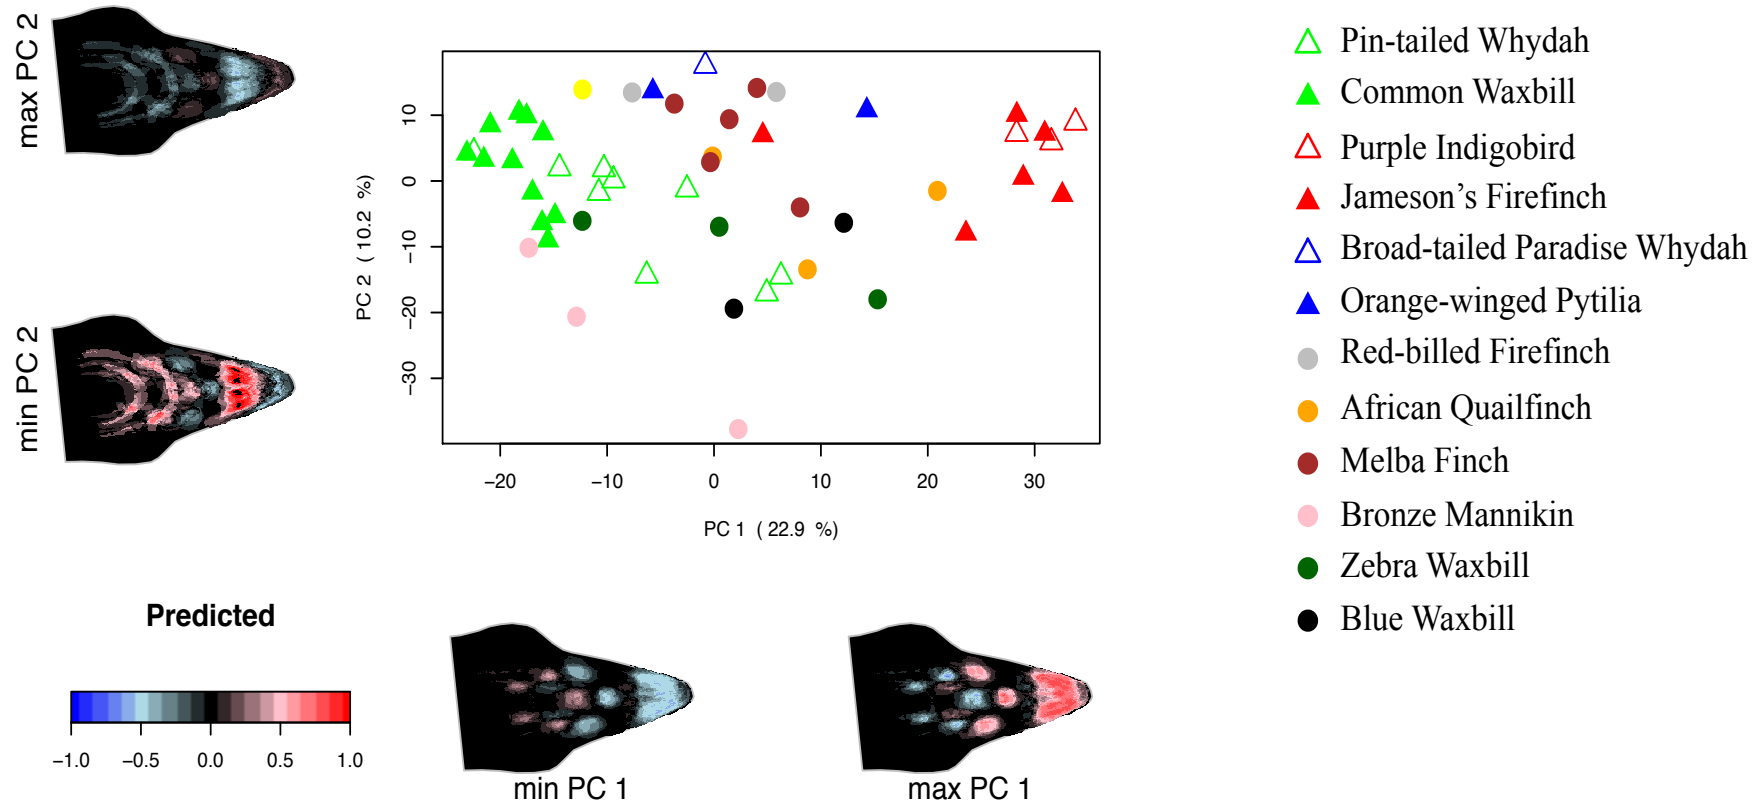 max PC 2
min PC 2
PC 2 ( 10.2 %)
10
0
−10
−20
−30
−20
−10
0
10
20
30
PC 1 ( 22.9 %)
Pin-tailed Whydah
Common Waxbill
Purple Indigobird
Jameson’s Firefinch
Broad-tailed Paradise Whydah
Orange-winged Pytilia
Red-billed Firefinch
African Quailfinch
Melba Finch
Bronze Mannikin
Zebra Waxbill
Blue Waxbill
Predicted
−1.0
−0.5
0.0
0.5
1.0
min PC 1
max PC 1